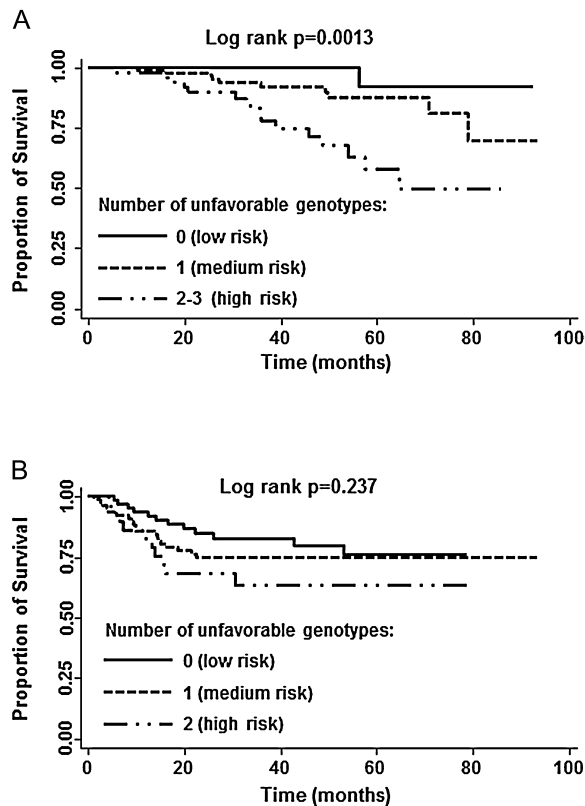 A
Log rank p=0.0013
Proportion of Survival
1.00
0.75
0.50
0.25
0.00
Number of unfavorable genotypes:
0 (low risk)
1 (medium risk)
2-3 (high risk)
0 20 40 60 80 100
Time (months)
B
Log rank p=0.237
Proportion of Survival
1.00
0.75
0.50
0.25
0.00
Number of unfavorable genotypes:
0 (low risk)
1 (medium risk)
2 (high risk)
0 20 40 60 80 100
Time (months)